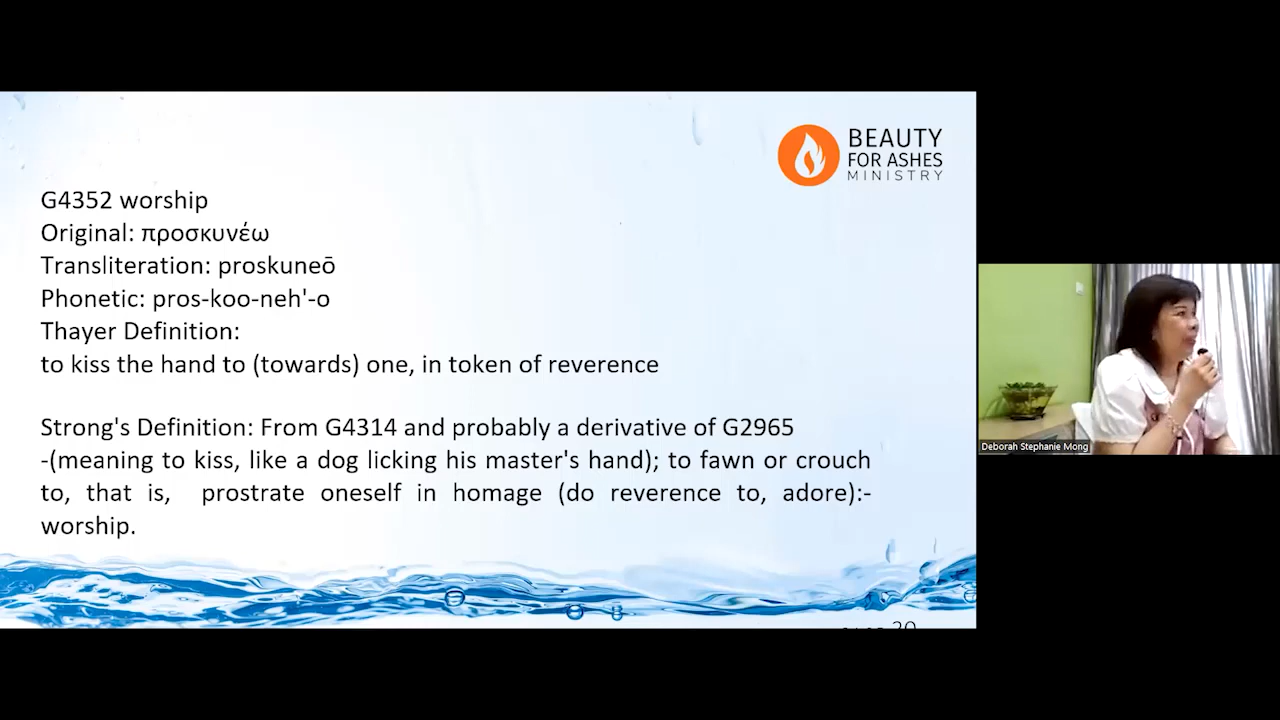 BEAUTY
FOR ASHES
MINISTRY
G4352 worship
Original: προσκυνέω
Transliteration: proskuneō
Phonetic: pros-koo-neh'-o
Thayer Definition:
to kiss the hand to (towards) one, in token of reverence
Strong's Definition: From G4314 and probably a derivative of G2965
-(meaning to kiss, like a dog licking his master's hand); to fawn or crouch
to, that is, prostrate oneself in homage (do reverence to, adore):-
worship.
Deborah Stephanie Mong